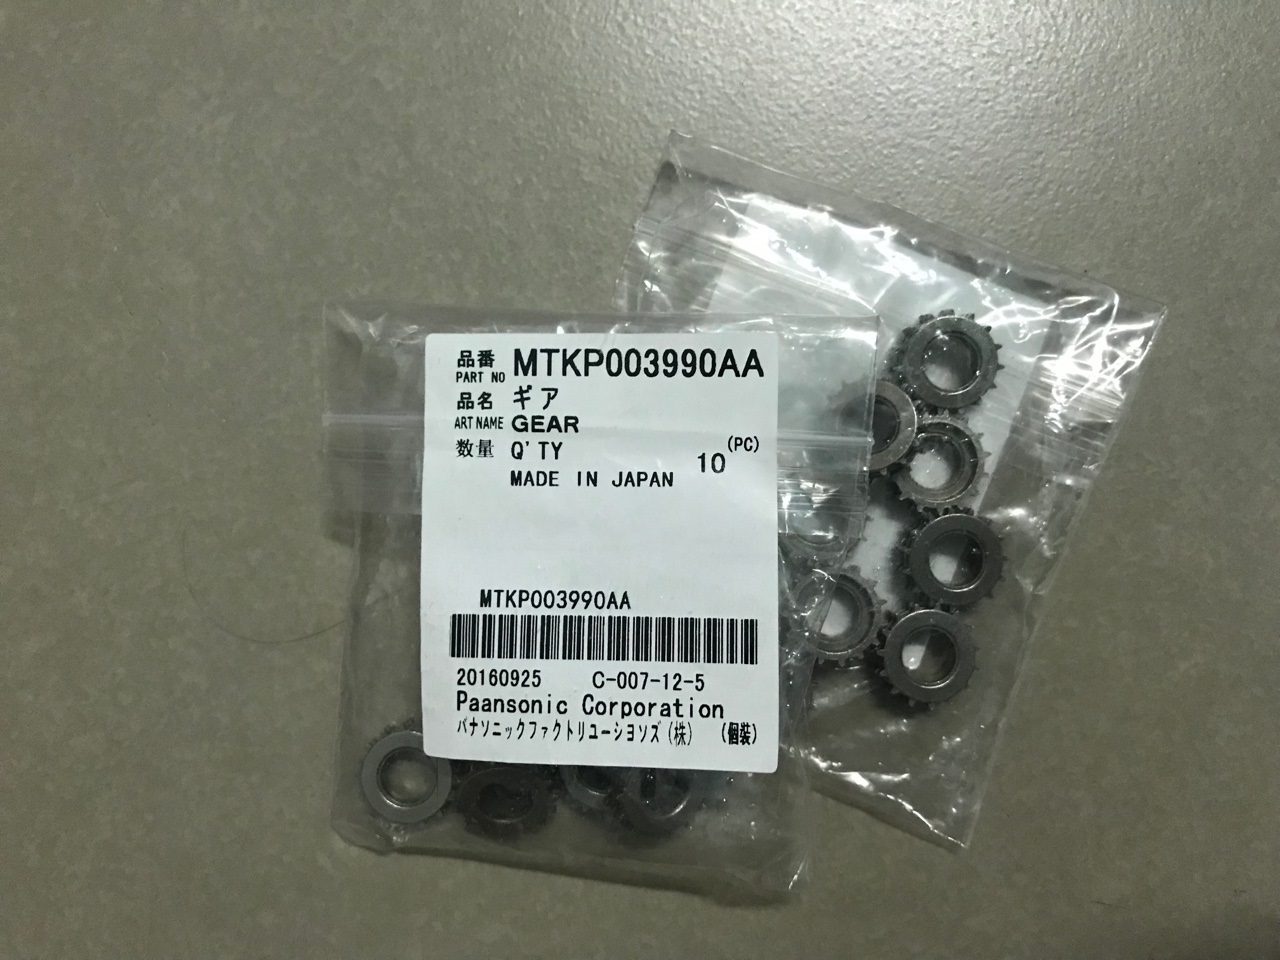 品番 MTKP003990AA
PART NO
品名 ギア
ART NAME GEAR
数量 Q'TY 10 (PC)
MADE IN JAPAN
MTKP003990AA
20160925 C-007-12-5
Paansonic Corporation
パナソニックファクトリユーシヨソズ(株) (個装)